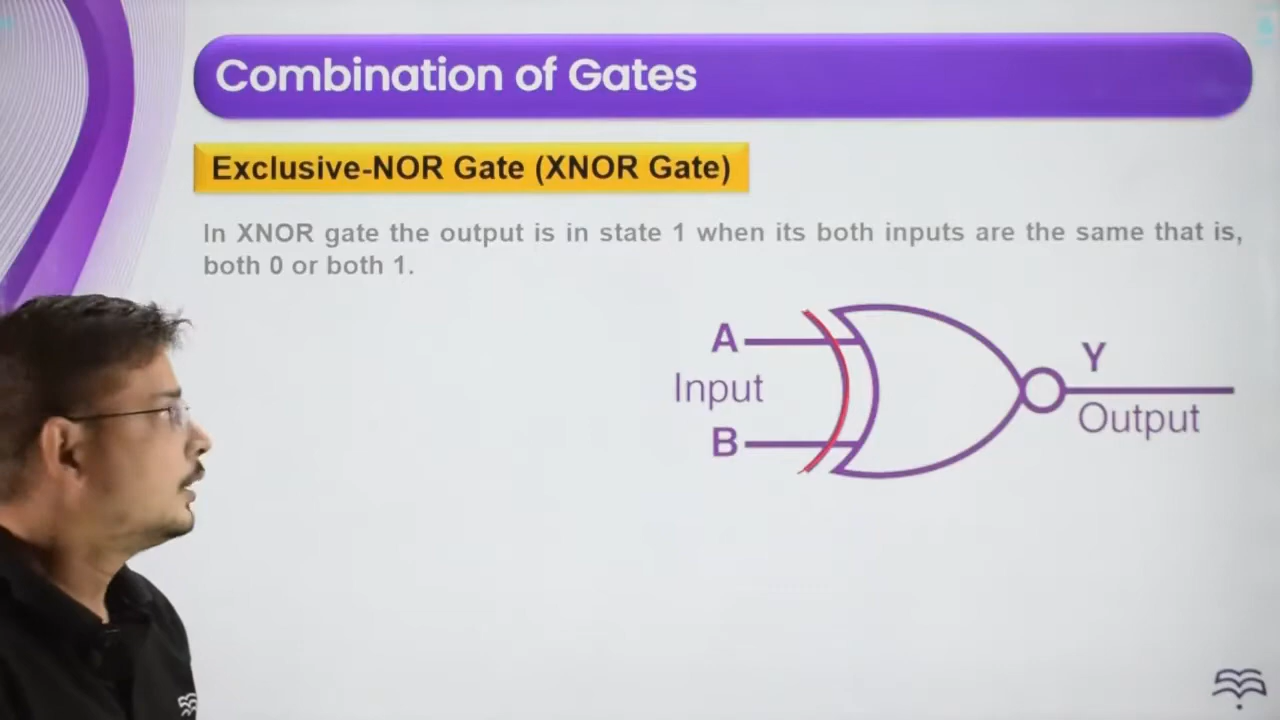 Combination of Gates
Exclusive-NOR Gate (XNOR Gate)
In XNOR gate the output is in state 1 when its both inputs are the same that is,
both 0 or both 1.
A
Input
B
Y
Output